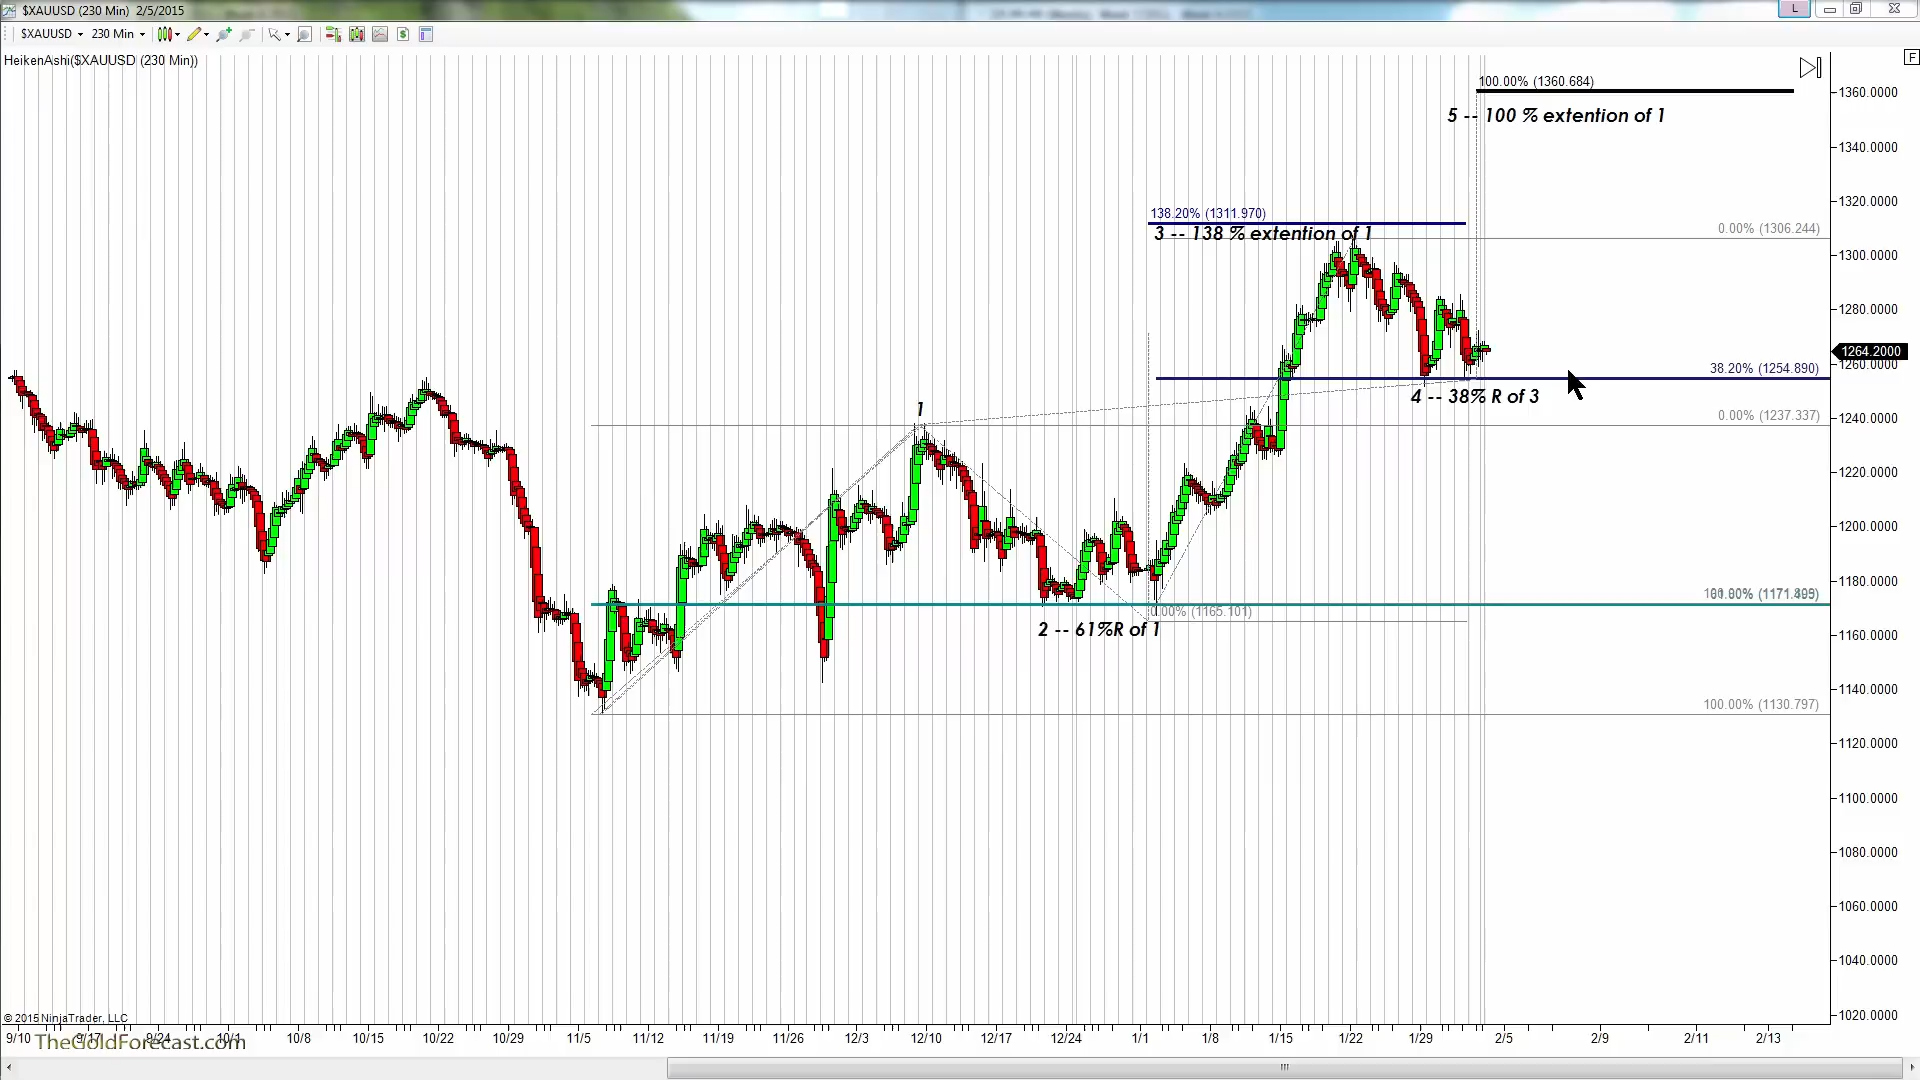 $XAUUSD (230 Min)  2/5/2015
L
$XAUUSD
230 Min
HeikenAshi($XAUUSD (230 Min))
F
100.00% (1360.684)
1360.0000
5 -- 100 % extention of 1
1340.0000
138.20% (1311.970)
1320.0000
3 -- 138 % extention of 1
0.00% (1306.244)
1300.0000
1280.0000
1264.2000
1260.0000
38.20% (1254.890)
4 -- 38% R of 3
1
0.00% (1237.337)
1240.0000
1220.0000
1200.0000
1180.0000
0.00% (1165.101)
2 -- 61%R of 1
1160.0000
1140.0000
100.00% (1130.797)
1120.0000
1100.0000
1080.0000
1060.0000
1040.0000
1020.0000
© 2015 NinjaTrader, LLC
9/10 9/17 9/24 10/1 10/8 10/15 10/22 10/29 11/5 11/12 11/19 11/26 12/3 12/10 12/17 12/24 1/1 1/8 1/15 1/22 1/29 2/5 2/9 2/11 2/13
TheGoldForecast.com